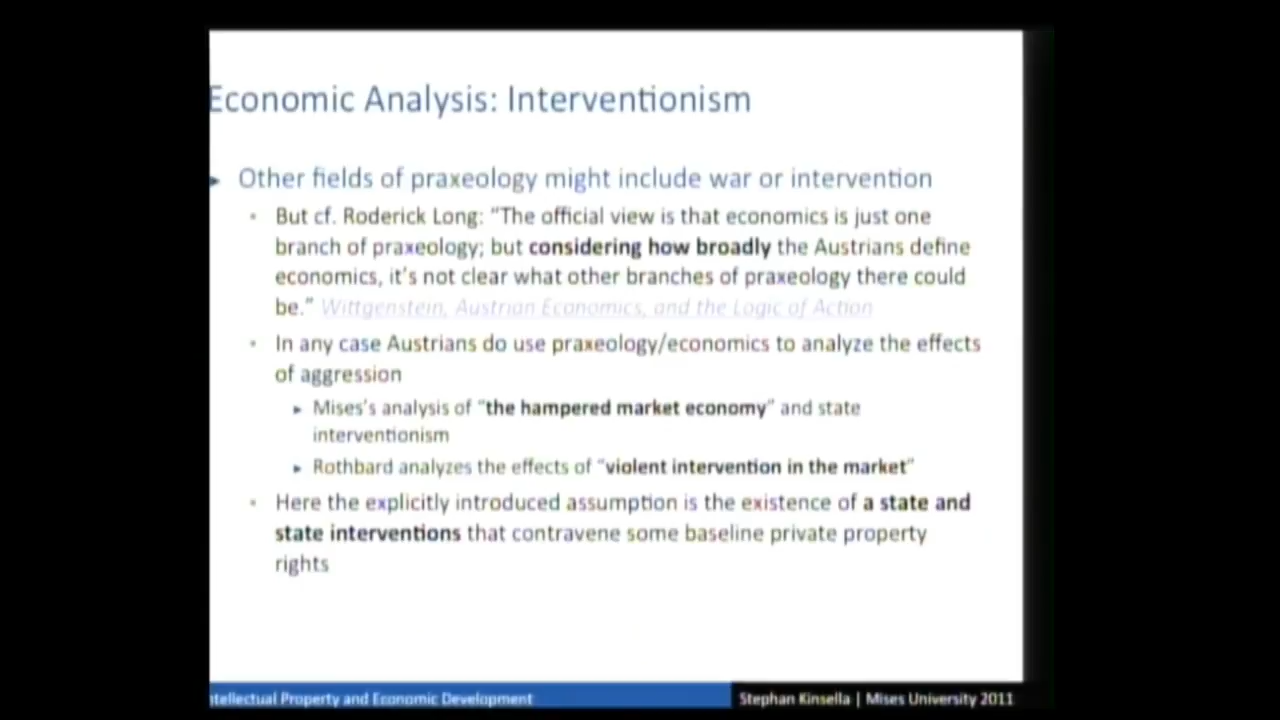 Economic Analysis: Interventionism
Other fields of praxeology might include war or intervention
But cf. Roderick Long: “The official view is that economics is just one
branch of praxeology; but considering how broadly the Austrians define
economics, it’s not clear what other branches of praxeology there could
be.” Wittgenstein, Austrian Economics, and the Logic of Action
In any case Austrians do use praxeology/economics to analyze the effects
of aggression
Mises’s analysis of “the hampered market economy” and state
interventionism
Rothbard analyzes the effects of “violent intervention in the market”
Here the explicitly introduced assumption is the existence of a state and
state interventions that contravene some baseline private property
rights
ntellectual Property and Economic Development
Stephan Kinsella | Mises University 2011